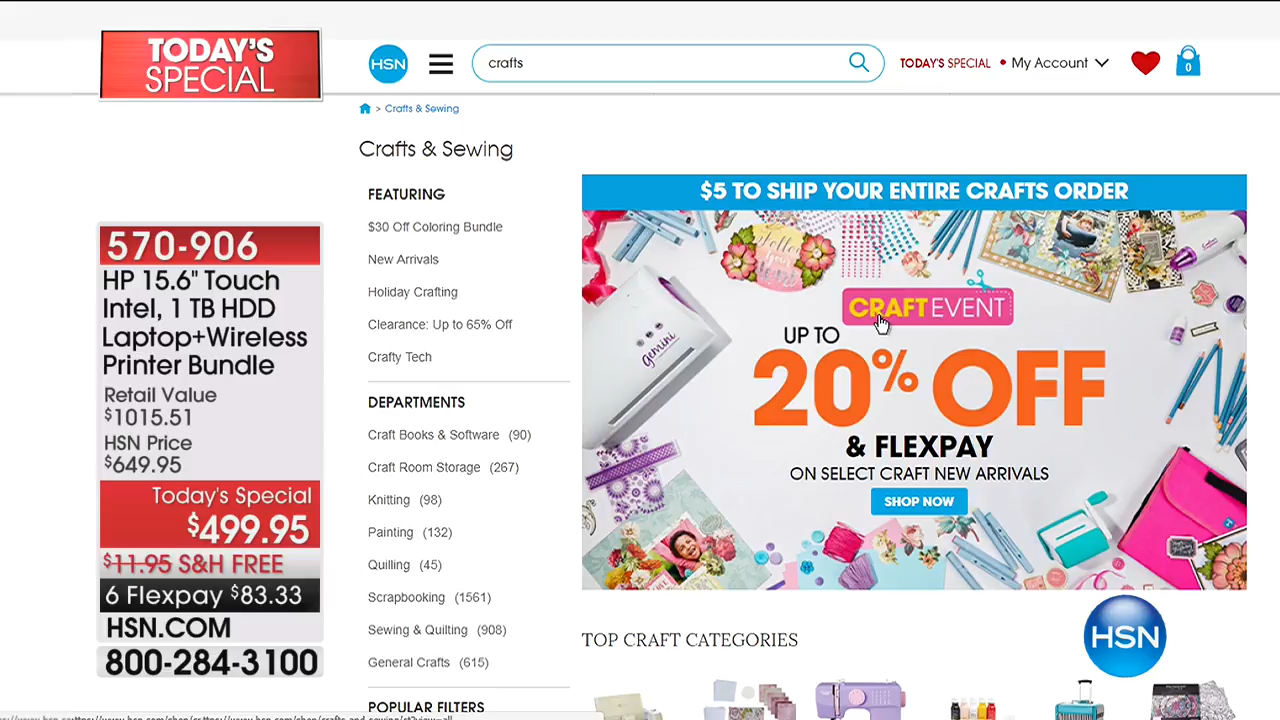 TODAY'S
SPECIAL
HSN
crafts
TODAY'S SPECIAL
My Account
0
> Crafts & Sewing
Crafts & Sewing
570-906
HP 15.6" Touch
Intel, 1 TB HDD
Laptop+Wireless
Printer Bundle
Retail Value
$1015.51
HSN Price
$649.95
Today's Special
$499.95
$11.95 S&H FREE
6 Flexpay $83.33
HSN.COM
800-284-3100
FEATURING
$30 Off Coloring Bundle
New Arrivals
Holiday Crafting
Clearance: Up to 65% Off
Crafty Tech
DEPARTMENTS
Craft Books & Software (90)
Craft Room Storage (267)
Knitting (98)
Painting (132)
Quilling (45)
Scrapbooking (1561)
Sewing & Quilting (908)
General Crafts (615)
POPULAR FILTERS
$5 TO SHIP YOUR ENTIRE CRAFTS ORDER
gemini
CRAFT EVENT
UP TO
20% OFF
& FLEXPAY
ON SELECT CRAFT NEW ARRIVALS
SHOP NOW
TOP CRAFT CATEGORIES
HSN